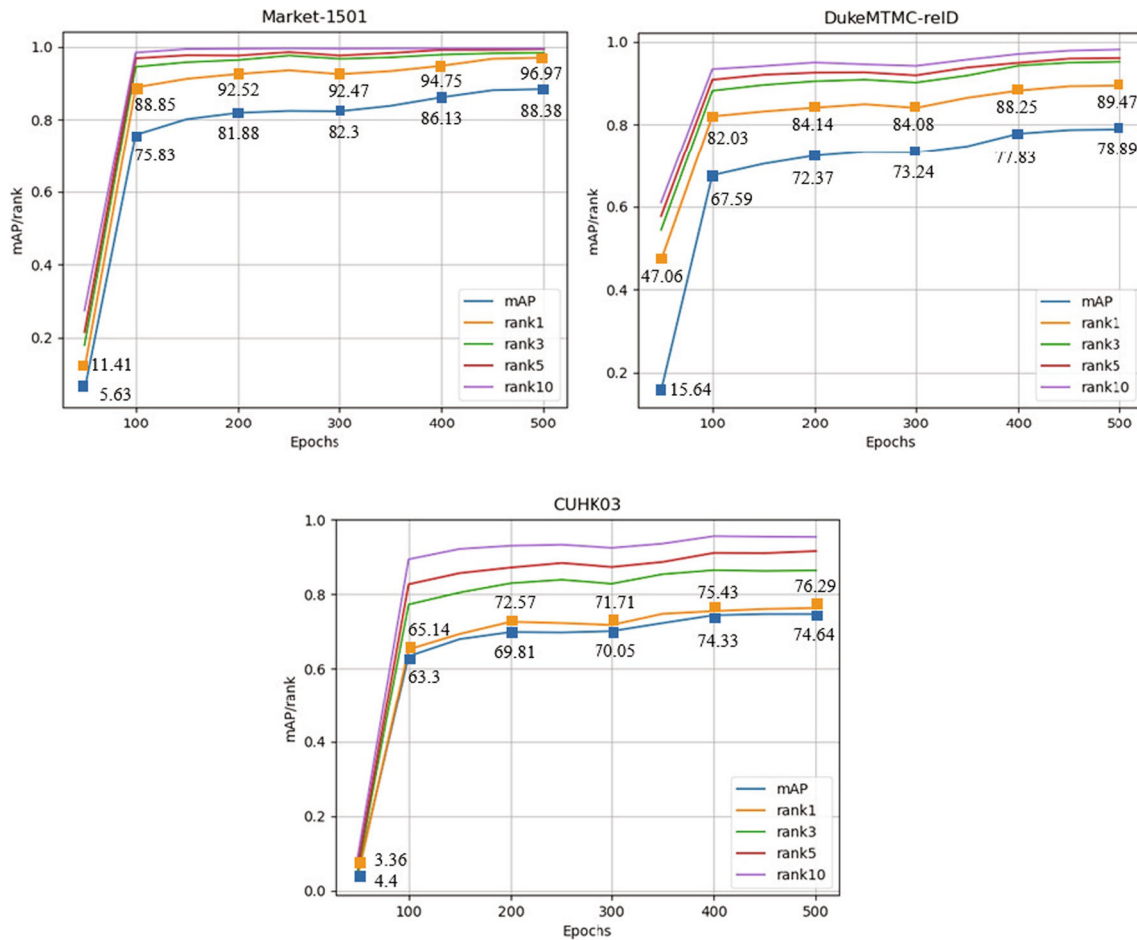 Market-1501
mAP/rank
1.0
0.8
0.6
0.4
0.2
88.85
92.52
92.47
94.75
96.97
75.83
81.88
82.3
86.13
88.38
11.41
5.63
mAP
rank1
rank3
rank5
rank10
100 200 300 400 500
Epochs
DukeMTMC-reID
mAP/rank
1.0
0.8
0.6
0.4
0.2
82.03
84.14
84.08
88.25
89.47
67.59
72.37
73.24
77.83
78.89
47.06
15.64
mAP
rank1
rank3
rank5
rank10
100 200 300 400 500
Epochs
CUHK03
mAP/rank
1.0
0.8
0.6
0.4
0.2
0.0
65.14
72.57
71.71
75.43
76.29
63.3
69.81
70.05
74.33
74.64
3.36
4.4
mAP
rank1
rank3
rank5
rank10
100 200 300 400 500
Epochs